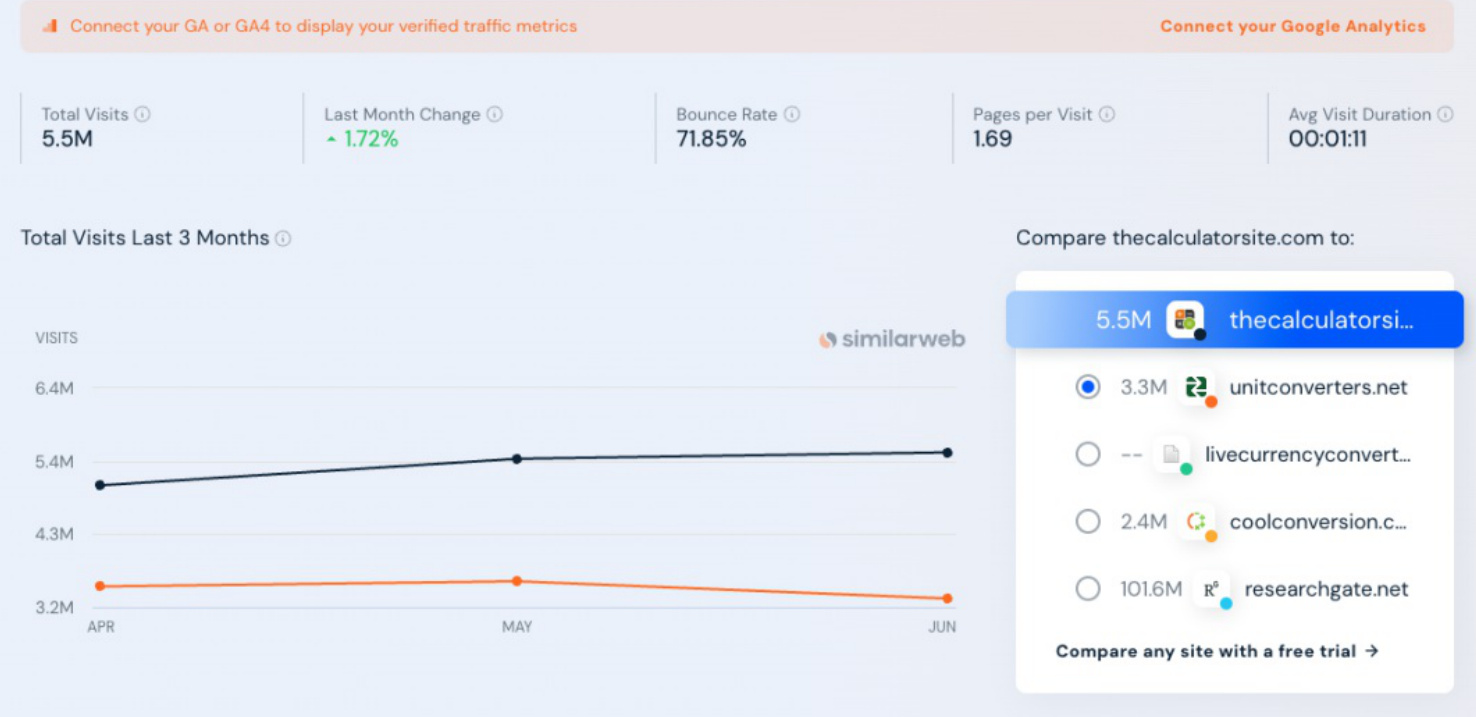 Connect your GA or GA4 to display your verified traffic metrics
Connect your Google Analytics
Total Visits
5.5M
Last Month Change
1.72%
Bounce Rate
71.85%
Pages per Visit
1.69
Avg Visit Duration
00:01:11
Total Visits Last 3 Months
VISITS
similarweb
6.4M
5.4M
4.3M
3.2M
APR
MAY
JUN
Compare thecalculatorsite.com to:
5.5M thecalculatorsi...
3.3M unitconverters.net
-- livecurrencyconvert...
2.4M coolconversion.c...
101.6M RG researchgate.net
Compare any site with a free trial →